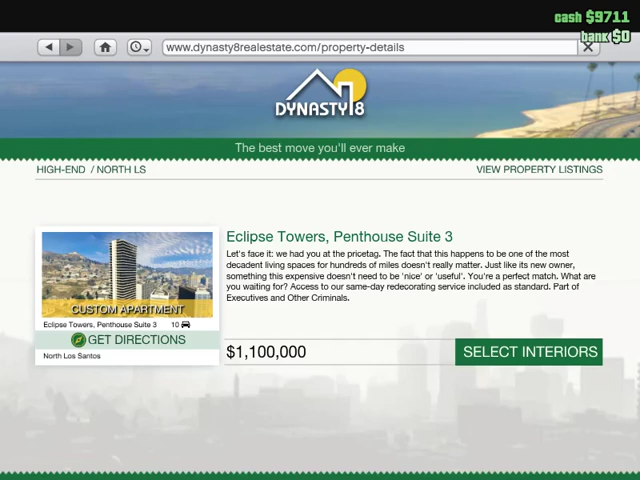 cash $9711
bank $0
www.dynasty8realestate.com/property-details
DYNASTY 8
The best move you'll ever make
HIGH-END / NORTH LS
VIEW PROPERTY LISTINGS
CUSTOM APARTMENT
Eclipse Towers, Penthouse Suite 3 10
GET DIRECTIONS
North Los Santos
Eclipse Towers, Penthouse Suite 3
Let's face it: we had you at the pricetag. The fact that this happens to be one of the most
decadent living spaces for hundreds of miles doesn't really matter. Just like its new owner,
something this expensive doesn't need to be 'nice' or 'useful'. You're a perfect match. What are
you waiting for? Access to our same-day redecorating service included as standard. Part of
Executives and Other Criminals.
$1,100,000
SELECT INTERIORS